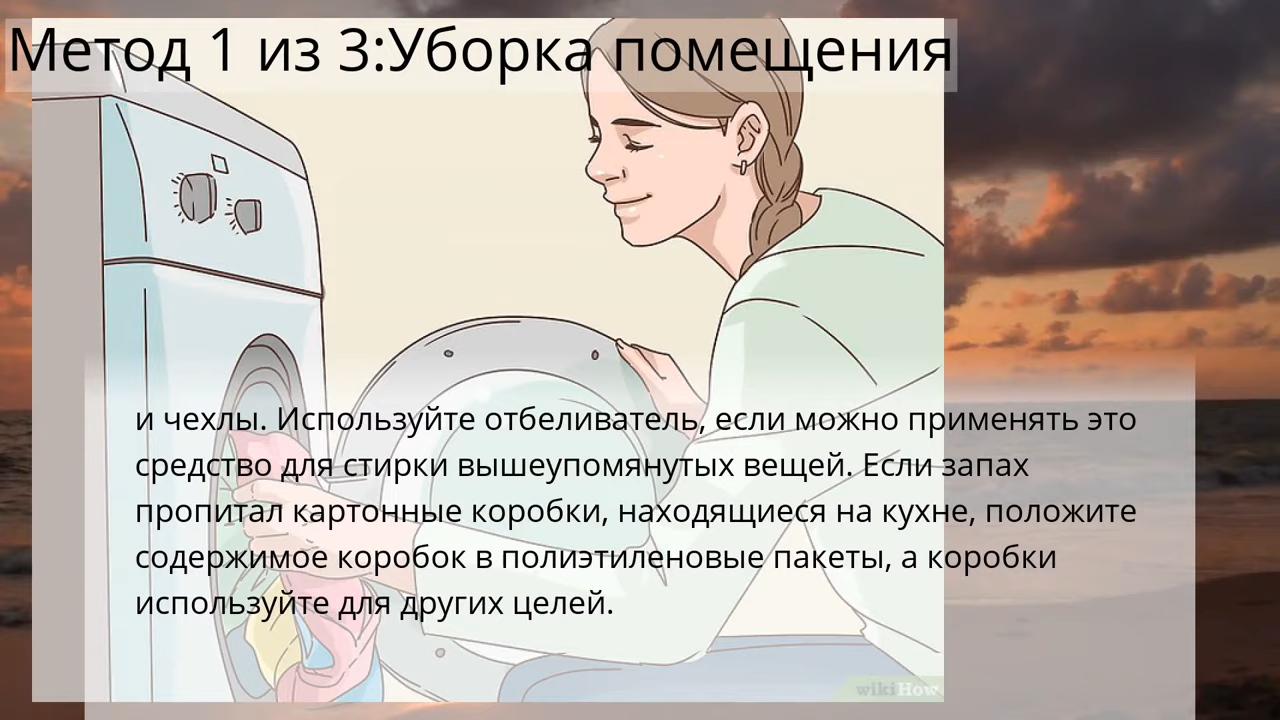 Метод 1 из 3:Уборка помещения
и чехлы. Используйте отбеливатель, если можно применять это
средство для стирки вышеупомянутых вещей. Если запах
пропитал картонные коробки, находящиеся на кухне, положите
содержимое коробок в полиэтиленовые пакеты, а коробки
используйте для других целей.
wikiHow